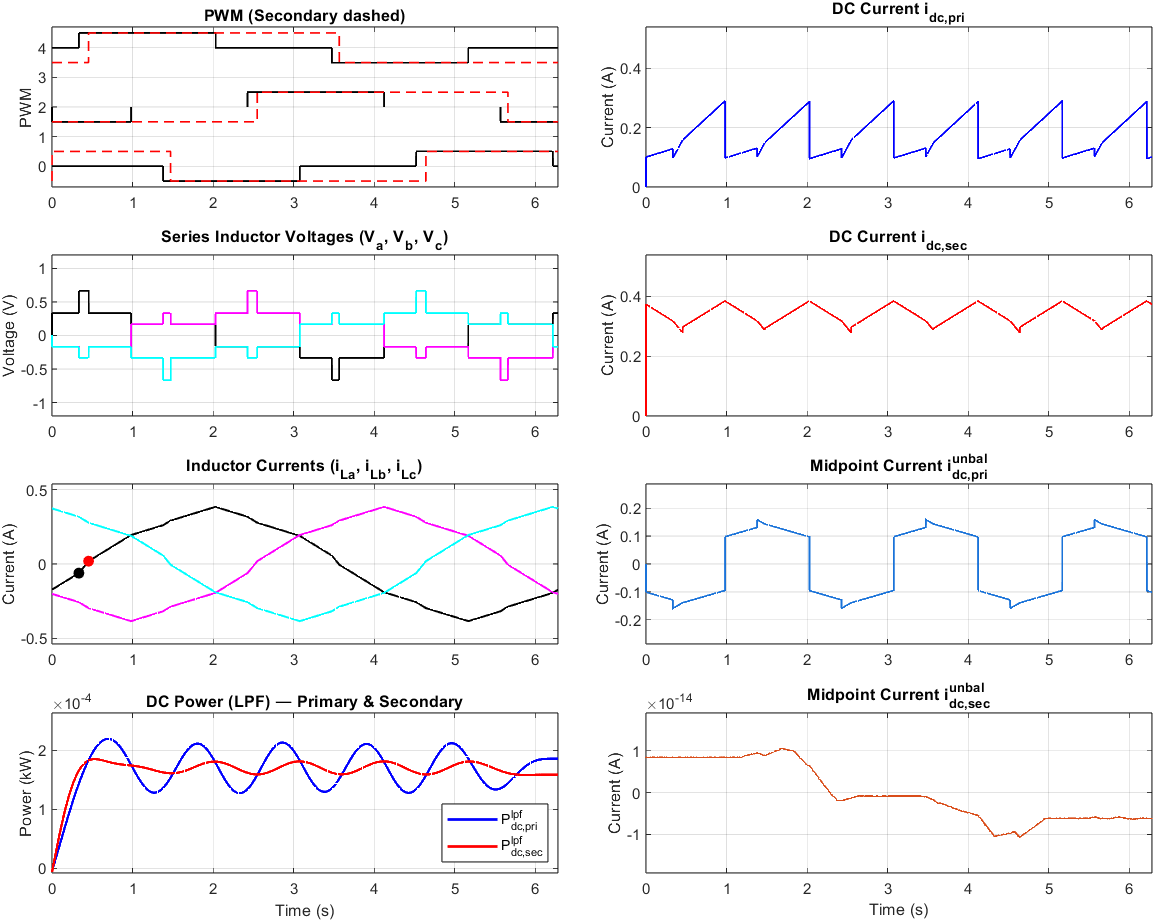 PWM (Secondary dashed)
PWM
4
3
2
1
0
0 1 2 3 4 5 6
DC Current i_dc,pri
Current (A)
0.4
0.2
0
0 1 2 3 4 5 6
Series Inductor Voltages (V_a, V_b, V_c)
Voltage (V)
1
0.5
0
-0.5
-1
0 1 2 3 4 5 6
DC Current i_dc,sec
Current (A)
0.4
0.2
0
0 1 2 3 4 5 6
Inductor Currents (i_La, i_Lb, i_Lc)
Current (A)
0.5
0
-0.5
0 1 2 3 4 5 6
Midpoint Current i^unbal_dc,pri
Current (A)
0.2
0.1
0
-0.1
-0.2
0 1 2 3 4 5 6
×10^-4
DC Power (LPF) — Primary & Secondary
Power (kW)
2
1
0
P^lpf_dc,pri
P^lpf_dc,sec
0 1 2 3 4 5 6
Time (s)
×10^-14
Midpoint Current i^unbal_dc,sec
Current (A)
1
0
-1
0 1 2 3 4 5 6
Time (s)